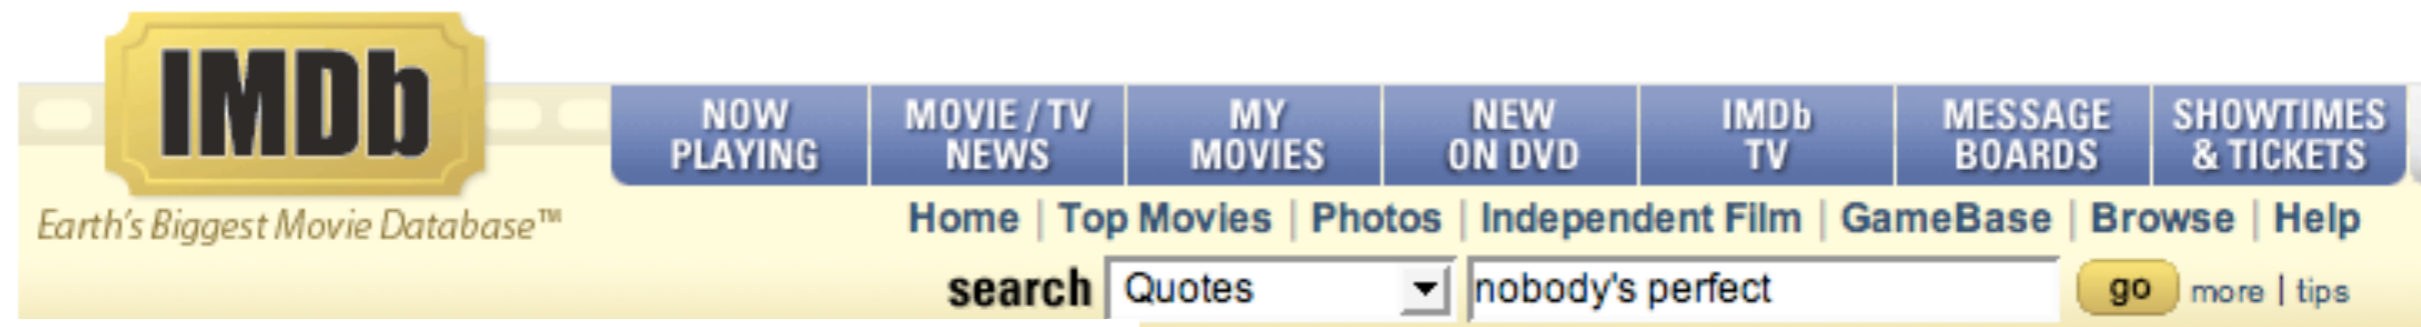 IMDb
NOW PLAYING
MOVIE / TV NEWS
MY MOVIES
NEW ON DVD
IMDb TV
MESSAGE BOARDS
SHOWTIMES & TICKETS
Earth's Biggest Movie Database™
Home | Top Movies | Photos | Independent Film | GameBase | Browse | Help
search Quotes nobody's perfect go more | tips